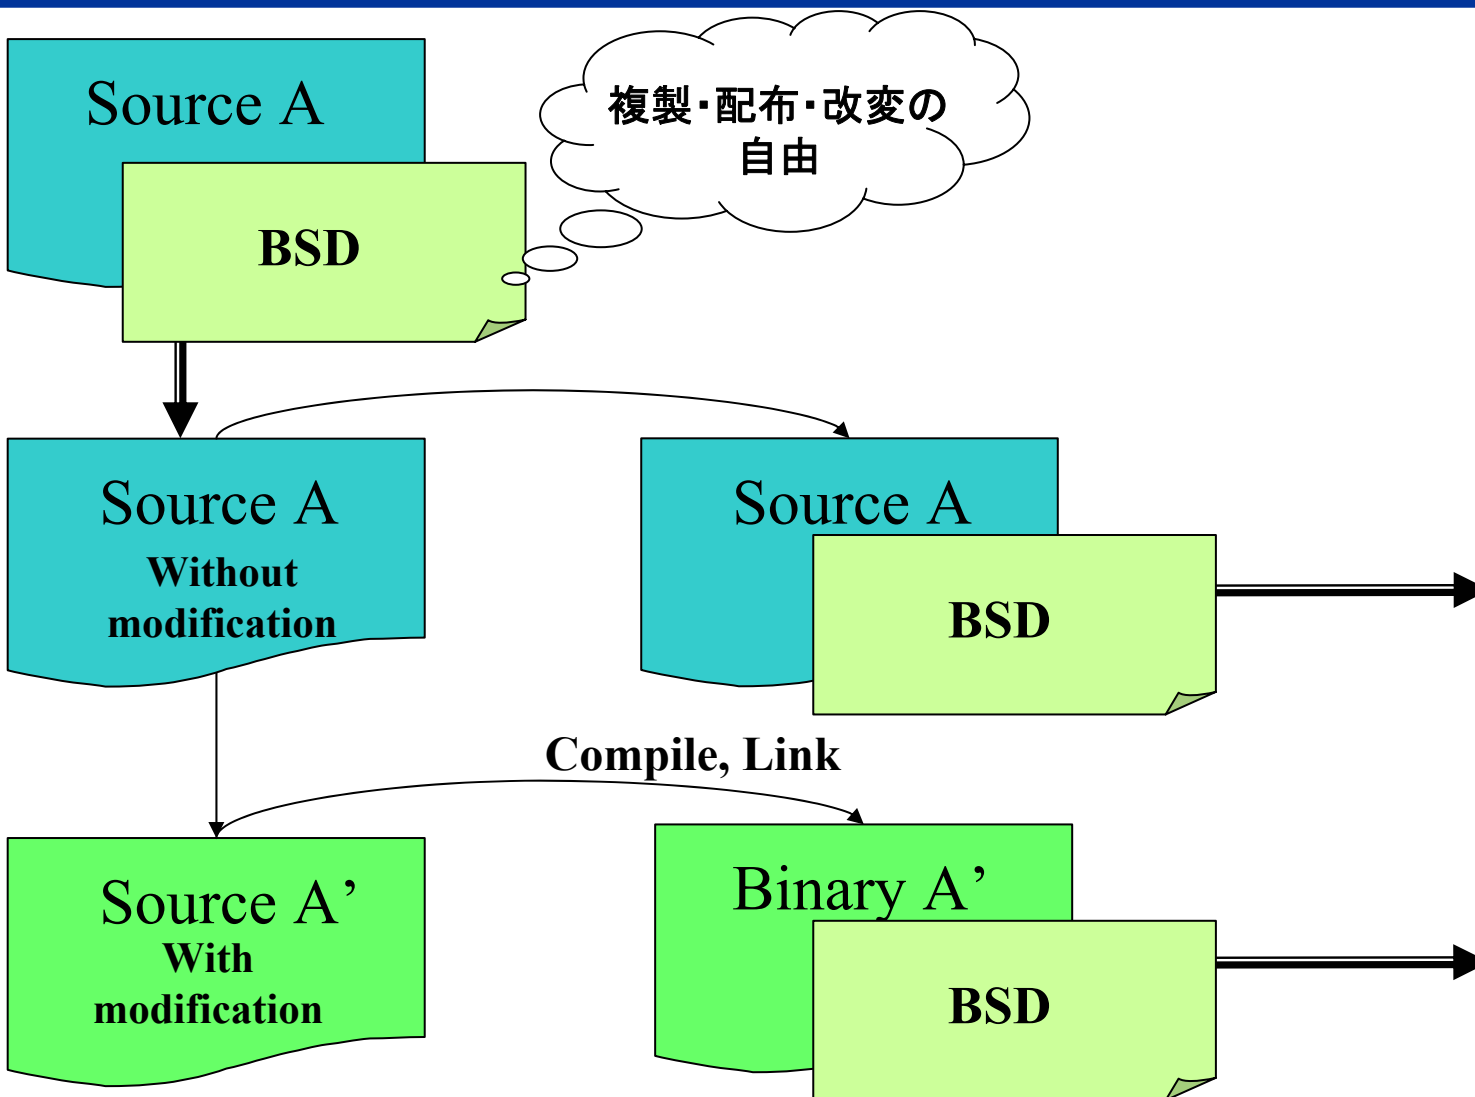 Source A
複製・配布・改変の
自由
BSD
Source A
Without
modification
Source A
BSD
Compile, Link
Source A’
With
modification
Binary A’
BSD